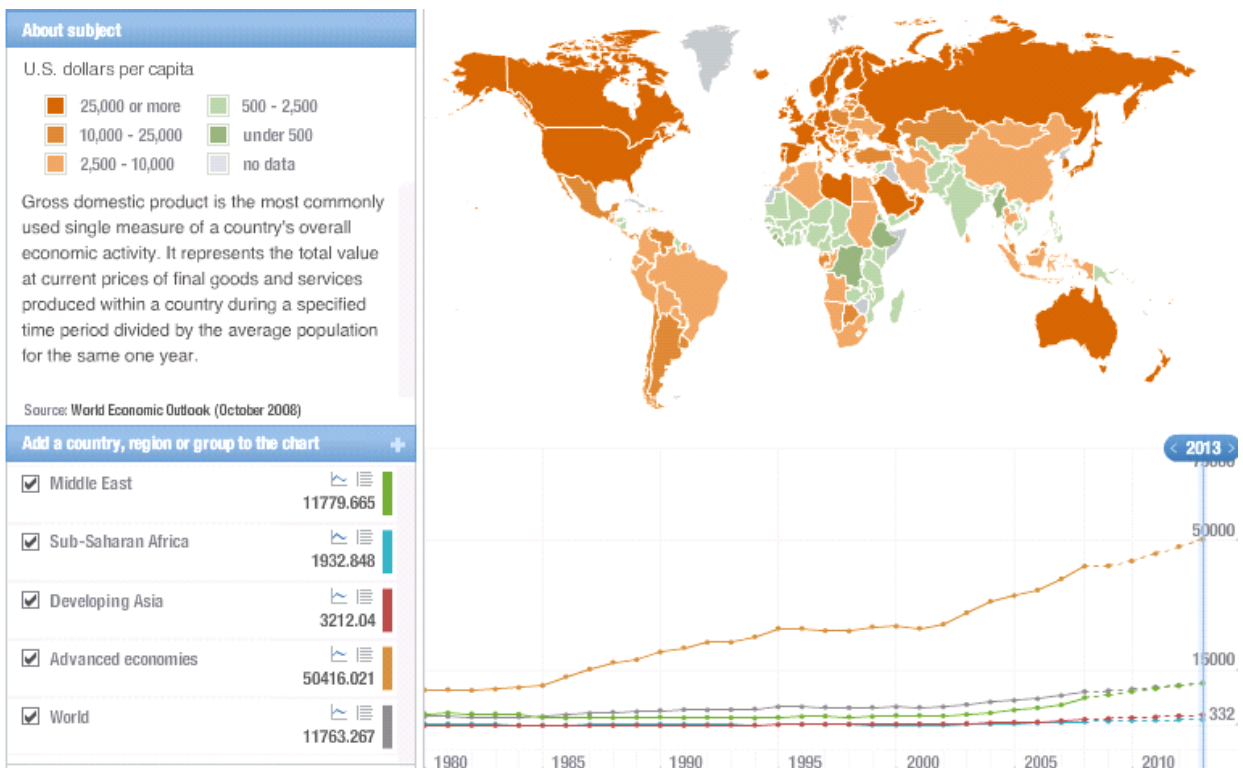 About subject
U.S. dollars per capita
25,000 or more
500 - 2,500
10,000 - 25,000
under 500
2,500 - 10,000
no data
Gross domestic product is the most commonly
used single measure of a country's overall
economic activity. It represents the total value
at current prices of final goods and services
produced within a country during a specified
time period divided by the average population
for the same one year.
Source: World Economic Outlook (October 2008)
Add a country, region or group to the chart +
Middle East
11779.665
Sub-Saharan Africa
1932.848
Developing Asia
3212.04
Advanced economies
50416.021
World
11763.267
< 2013 >
75000
50000
15000
332
1980 1985 1990 1995 2000 2005 2010